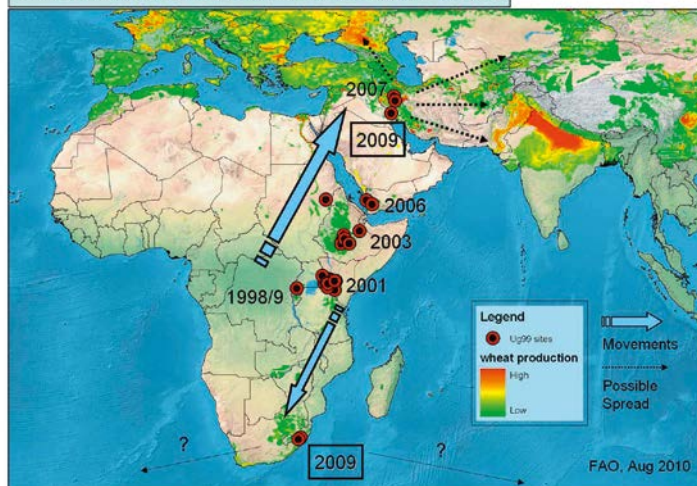 2007
2009
2006
2003
2001
1998/9
Legend
Ug99 sites
wheat production
High
Low
Movements
Possible
Spread
?
?
2009
FAO, Aug 2010